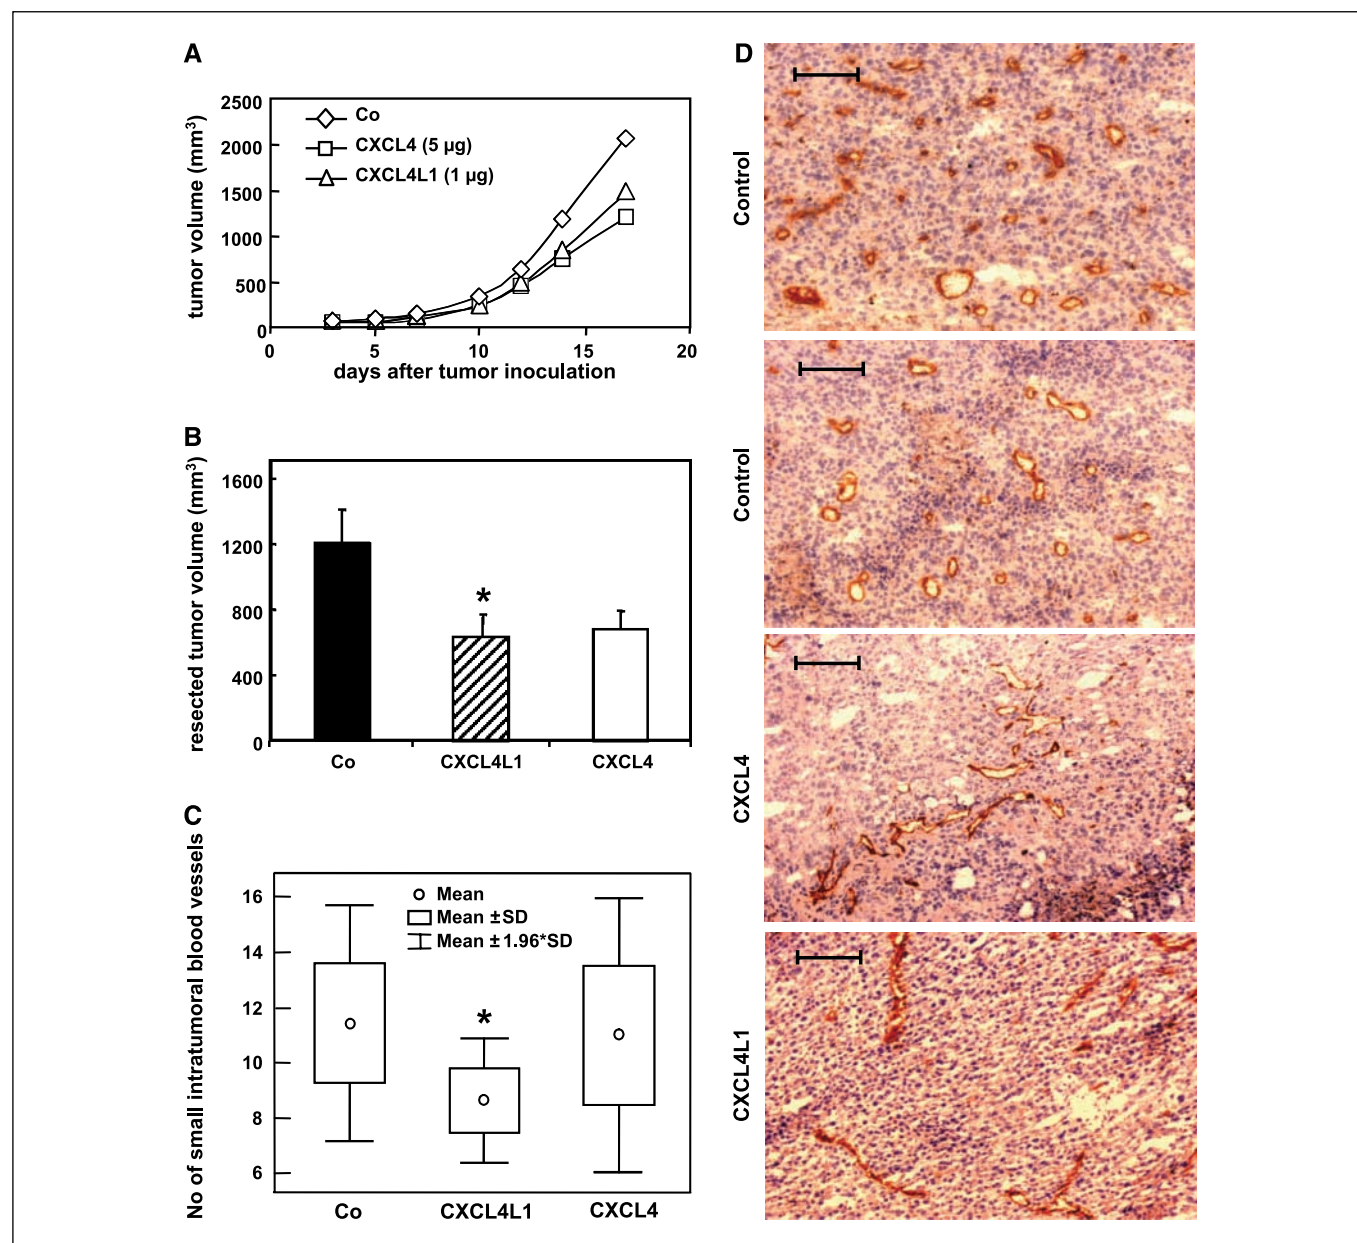 A
tumor volume (mm³)
2500
2000
1500
1000
500
0
Co
CXCL4 (5 µg)
CXCL4L1 (1 µg)
0 5 10 15 20
days after tumor inoculation
B
resected tumor volume (mm³)
1600
1200
800
400
0
*
Co CXCL4L1 CXCL4
C
No of small intratumoral blood vessels
16
14
12
10
8
6
Mean
Mean ±SD
Mean ±1.96*SD
*
Co CXCL4L1 CXCL4
D
Control
Control
CXCL4
CXCL4L1